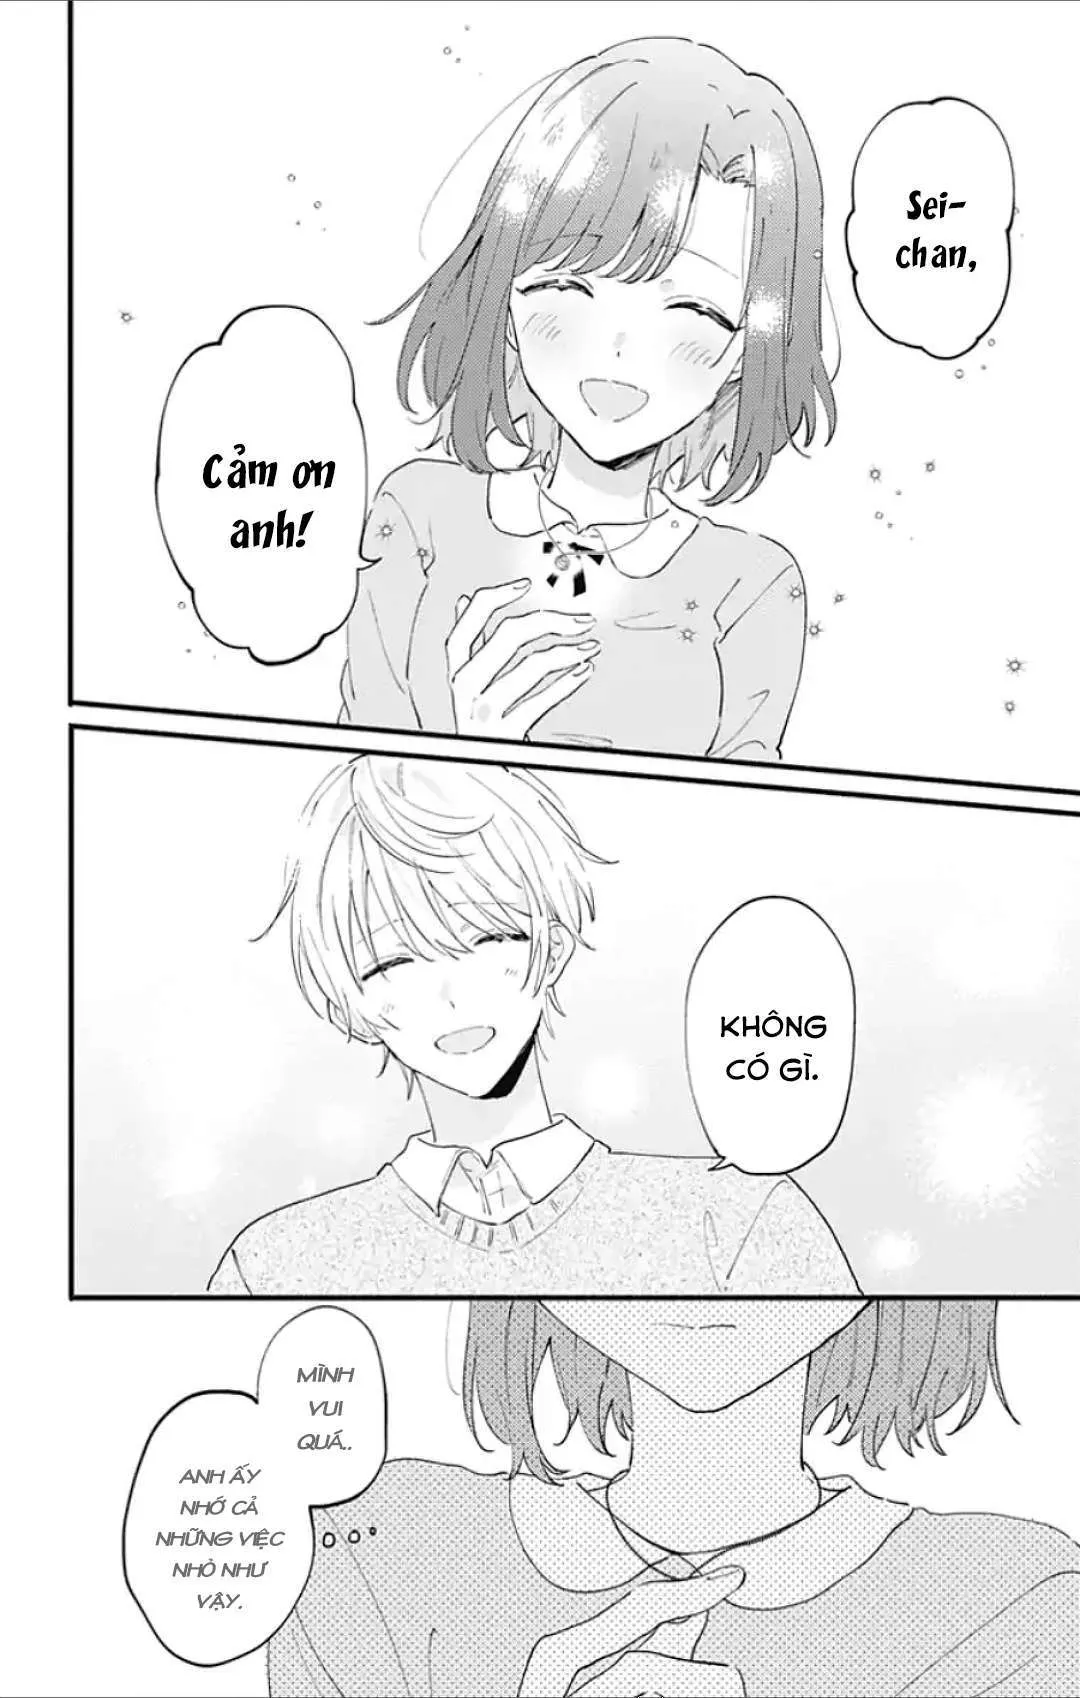 Sei-
chan,
Cảm ơn
anh!
KHÔNG
CÓ GÌ.
MÌNH
VUI
QUÁ..
ANH ẤY
NHỚ CẢ
NHỮNG VIỆC
NHỎ NHƯ
VẬY.